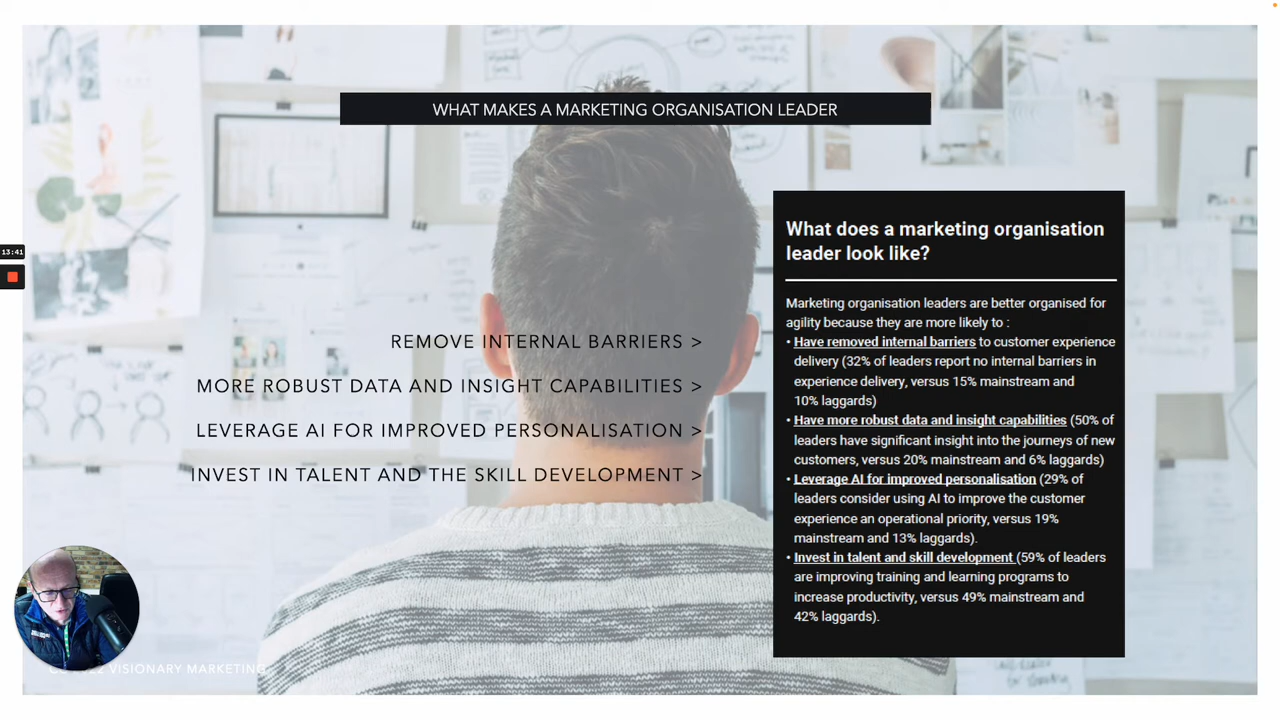 WHAT MAKES A MARKETING ORGANISATION LEADER
13:41
REMOVE INTERNAL BARRIERS >
MORE ROBUST DATA AND INSIGHT CAPABILITIES >
LEVERAGE AI FOR IMPROVED PERSONALISATION >
INVEST IN TALENT AND THE SKILL DEVELOPMENT >
What does a marketing organisation
leader look like?
Marketing organisation leaders are better organised for
agility because they are more likely to :
• Have removed internal barriers to customer experience
delivery (32% of leaders report no internal barriers in
experience delivery, versus 15% mainstream and
10% laggards)
• Have more robust data and insight capabilities (50% of
leaders have significant insight into the journeys of new
customers, versus 20% mainstream and 6% laggards)
• Leverage AI for improved personalisation (29% of
leaders consider using AI to improve the customer
experience an operational priority, versus 19%
mainstream and 13% laggards).
• Invest in talent and skill development (59% of leaders
are improving training and learning programs to
increase productivity, versus 49% mainstream and
42% laggards).
VISIONARY MARKETING